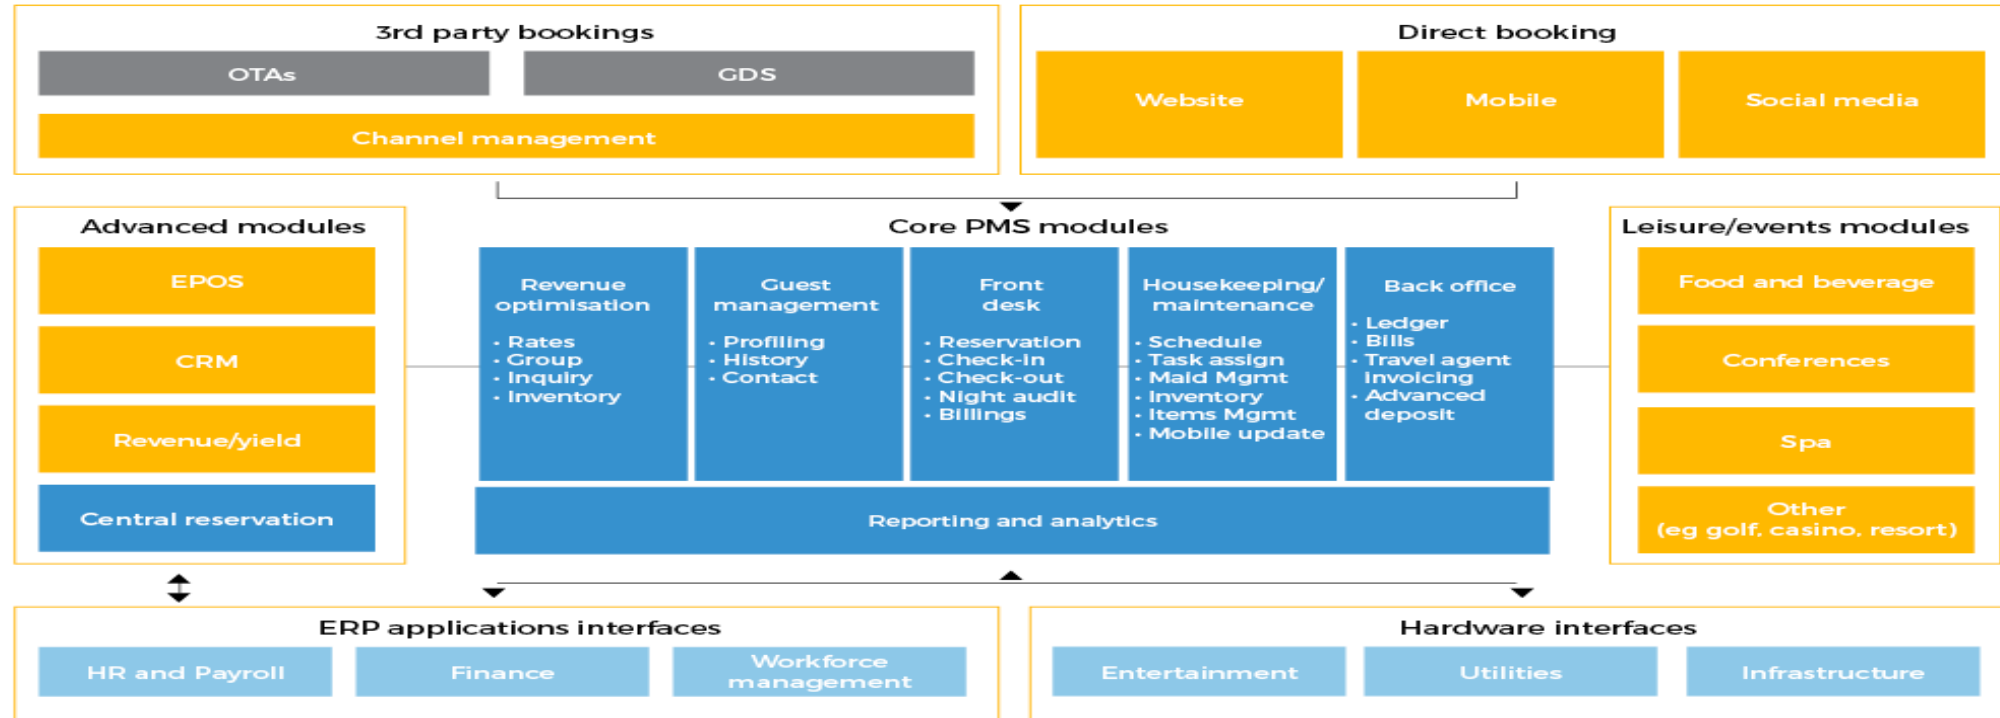 3rd party bookings
OTAs
GDS
Channel management
Direct booking
Website
Mobile
Social media
Advanced modules
EPOS
CRM
Revenue/yield
Central reservation
Core PMS modules
Revenue
optimisation
• Rates
• Group
• Inquiry
• Inventory
Guest
management
• Profiling
• History
• Contact
Front
desk
• Reservation
• Check-in
• Check-out
• Night audit
• Billings
Housekeeping/
maintenance
• Schedule
• Task assign
• Maid Mgmt
• Inventory
• Items Mgmt
• Mobile update
Back office
• Ledger
• Bills
• Travel agent
invoicing
• Advanced
deposit
Reporting and analytics
Leisure/events modules
Food and beverage
Conferences
Spa
Other
(eg golf, casino, resort)
ERP applications interfaces
HR and Payroll
Finance
Workforce
management
Hardware interfaces
Entertainment
Utilities
Infrastructure